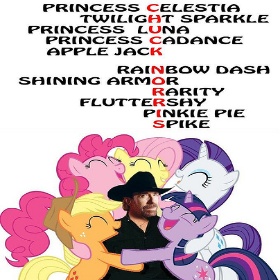 PRINCESS CELESTIA
TWILIGHT SPARKLE
PRINCESS LUNA
PRINCESS CADANCE
APPLE JACK
RAINBOW DASH
SHINING ARMOR
RARITY
FLUTTERSHY
PINKIE PIE
SPIKE